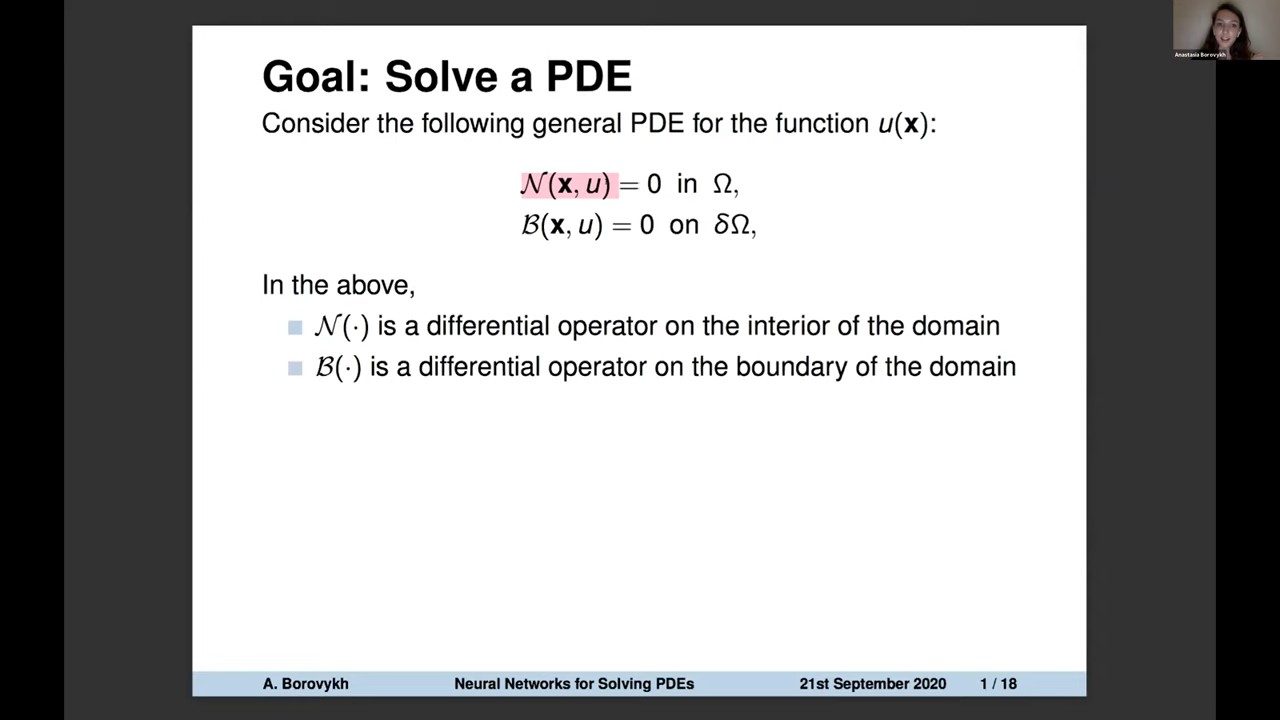 Goal: Solve a PDE
Consider the following general PDE for the function u(x):
𝒩(x, u) = 0 in Ω,
ℬ(x, u) = 0 on δΩ,
In the above,
𝒩(·) is a differential operator on the interior of the domain
ℬ(·) is a differential operator on the boundary of the domain
A. Borovykh Neural Networks for Solving PDEs 21st September 2020 1 / 18
Anastasia Borovykh